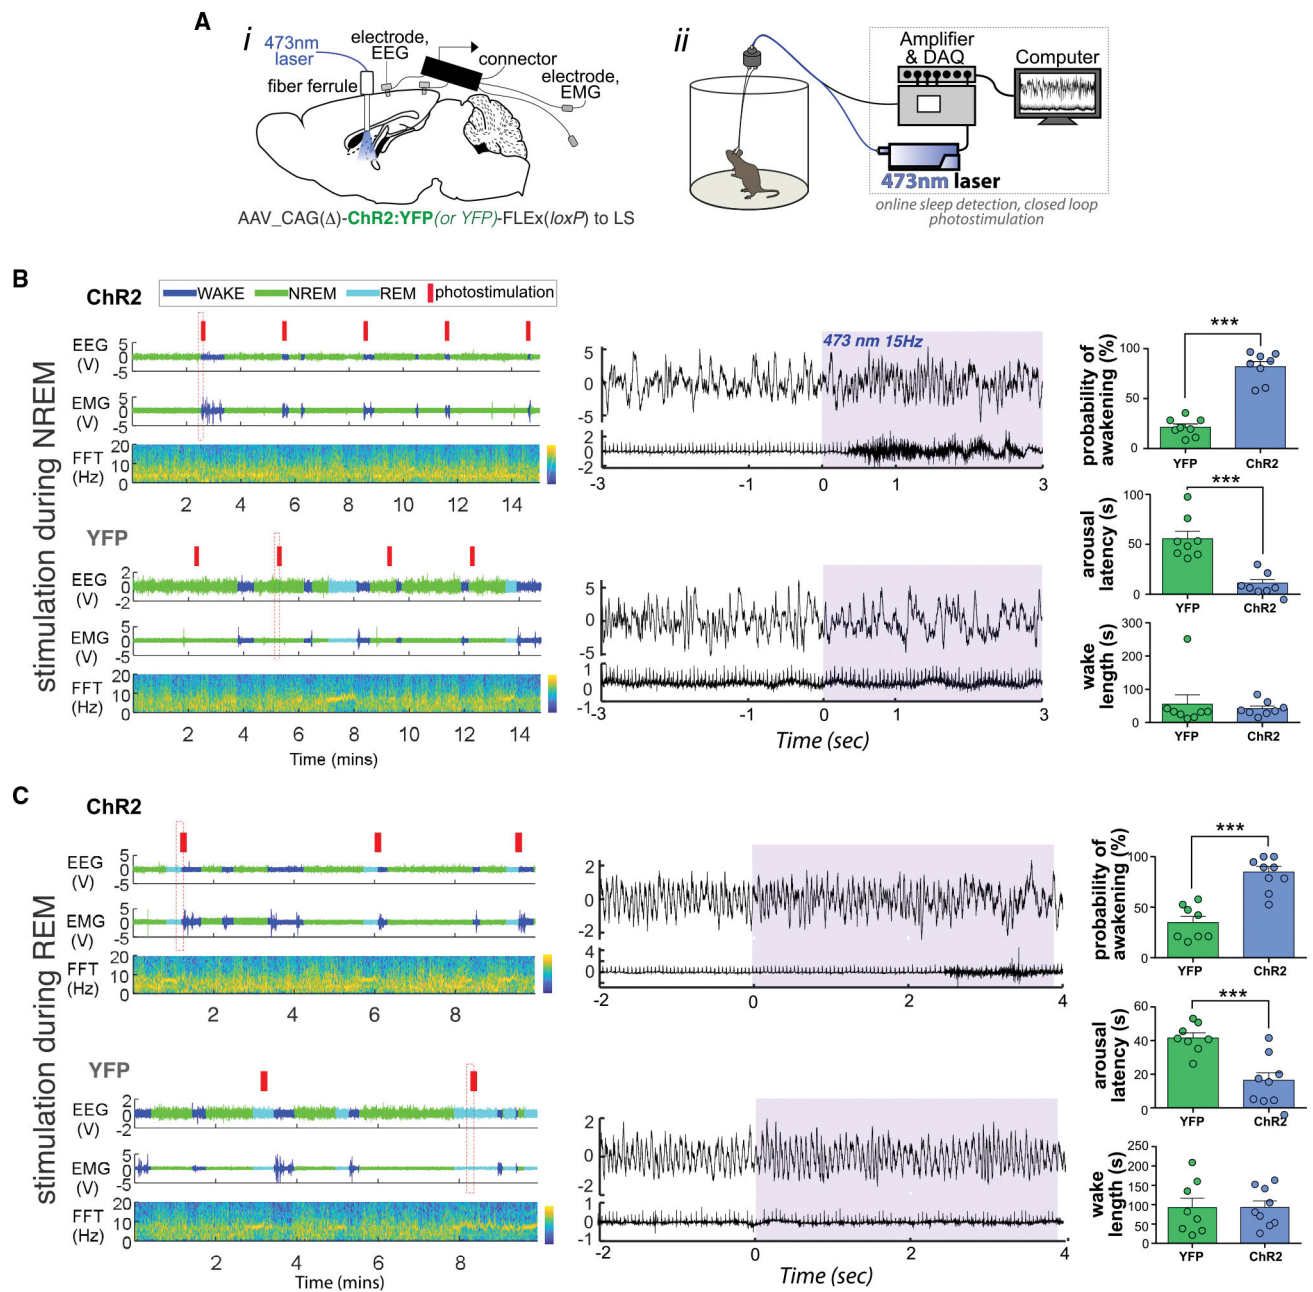 A
i
473nm
laser
electrode,
EEG
connector
electrode,
EMG
fiber ferrule
AAV_CAG(Δ)-ChR2:YFP(or YFP)-FLEx(loxP) to LS
ii
Amplifier
& DAQ
Computer
473nm laser
online sleep detection, closed loop
photostimulation
B
stimulation during NREM
ChR2
WAKE NREM REM photostimulation
EEG
(V)
5
0
-5
EMG
(V)
5
0
-5
FFT
(Hz)
20
10
0
2 4 6 8 10 12 14
473 nm 15Hz
5
0
-5
2
0
-2
-3 -1 0 1 3
YFP
EEG
(V)
2
0
-2
EMG
(V)
5
0
-5
FFT
(Hz)
20
10
0
2 4 6 8 10 12 14
Time (mins)
5
0
-5
1
0
-1
-3 -1 0 1 3
Time (sec)
probability of
awakening (%)
100
50
0
***
YFP ChR2
arousal
latency (s)
100
50
0
***
YFP ChR2
wake
length (s)
300
200
100
0
YFP ChR2
C
stimulation during REM
ChR2
EEG
(V)
5
0
-5
EMG
(V)
5
0
-5
FFT
(Hz)
20
10
0
2 4 6 8
2
0
-2
4
2
0
-2 0 2 4
YFP
EEG
(V)
2
0
-2
EMG
(V)
5
0
-5
FFT
(Hz)
20
10
0
2 4 6 8
Time (mins)
2
0
-2
1
0
-1
-2 0 2 4
Time (sec)
probability of
awakening (%)
100
50
0
***
YFP ChR2
arousal
latency (s)
60
40
20
0
***
YFP ChR2
wake
length (s)
250
200
150
100
50
0
YFP ChR2